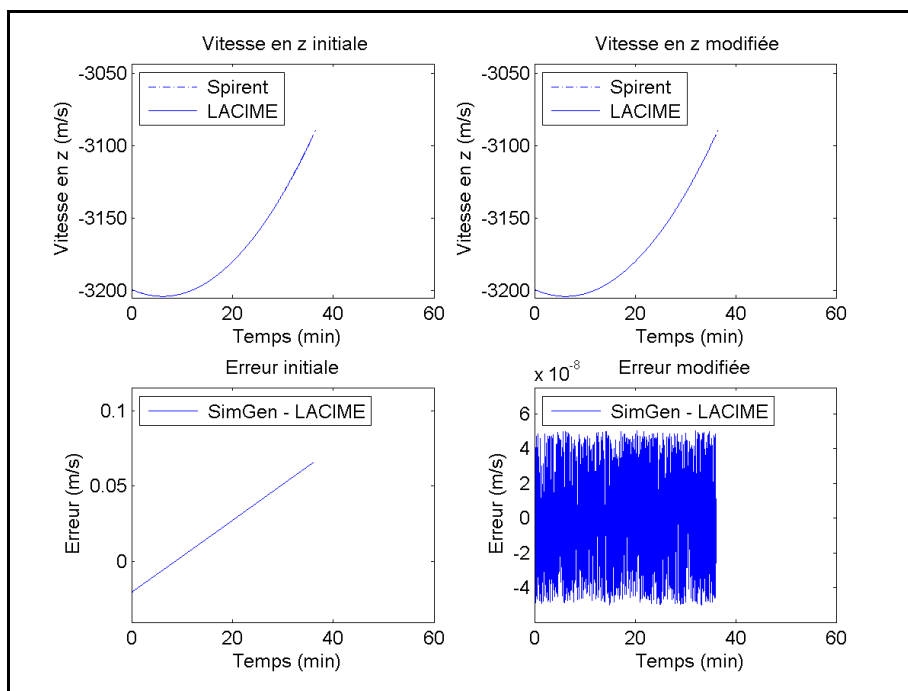 Vitesse en z initiale
Vitesse en z (m/s)
-3050
-3100
-3150
-3200
Spirent
LACIME
0
20
40
60
Temps (min)
Vitesse en z modifiée
Vitesse en z (m/s)
-3050
-3100
-3150
-3200
Spirent
LACIME
0
20
40
60
Temps (min)
Erreur initiale
Erreur (m/s)
0.1
0.05
0
SimGen - LACIME
0
20
40
60
Temps (min)
x 10-8
Erreur modifiée
Erreur (m/s)
6
4
2
0
-2
-4
SimGen - LACIME
0
20
40
60
Temps (min)